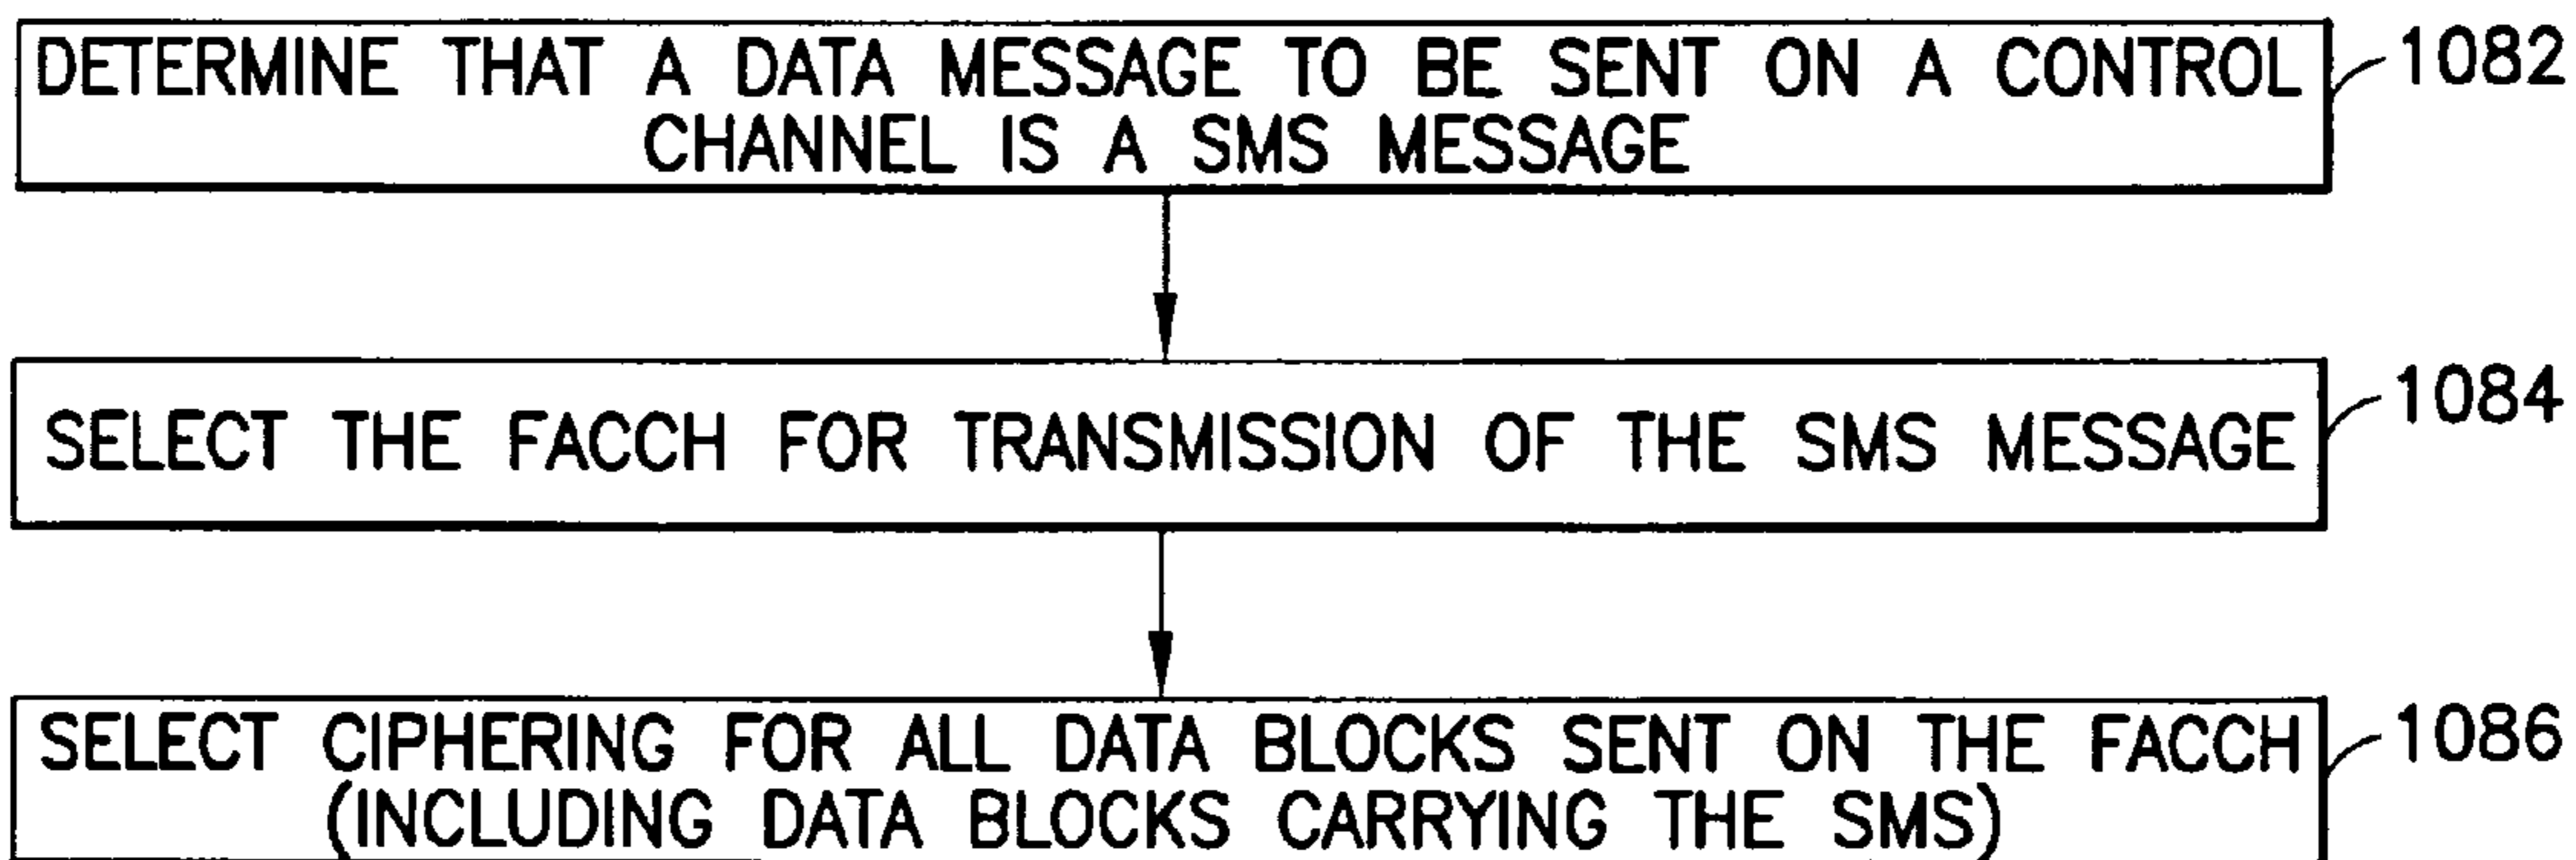 DETERMINE THAT A DATA MESSAGE TO BE SENT ON A CONTROL
CHANNEL IS A SMS MESSAGE
1082
SELECT THE FACCH FOR TRANSMISSION OF THE SMS MESSAGE
1084
SELECT CIPHERING FOR ALL DATA BLOCKS SENT ON THE FACCH
(INCLUDING DATA BLOCKS CARRYING THE SMS)
1086